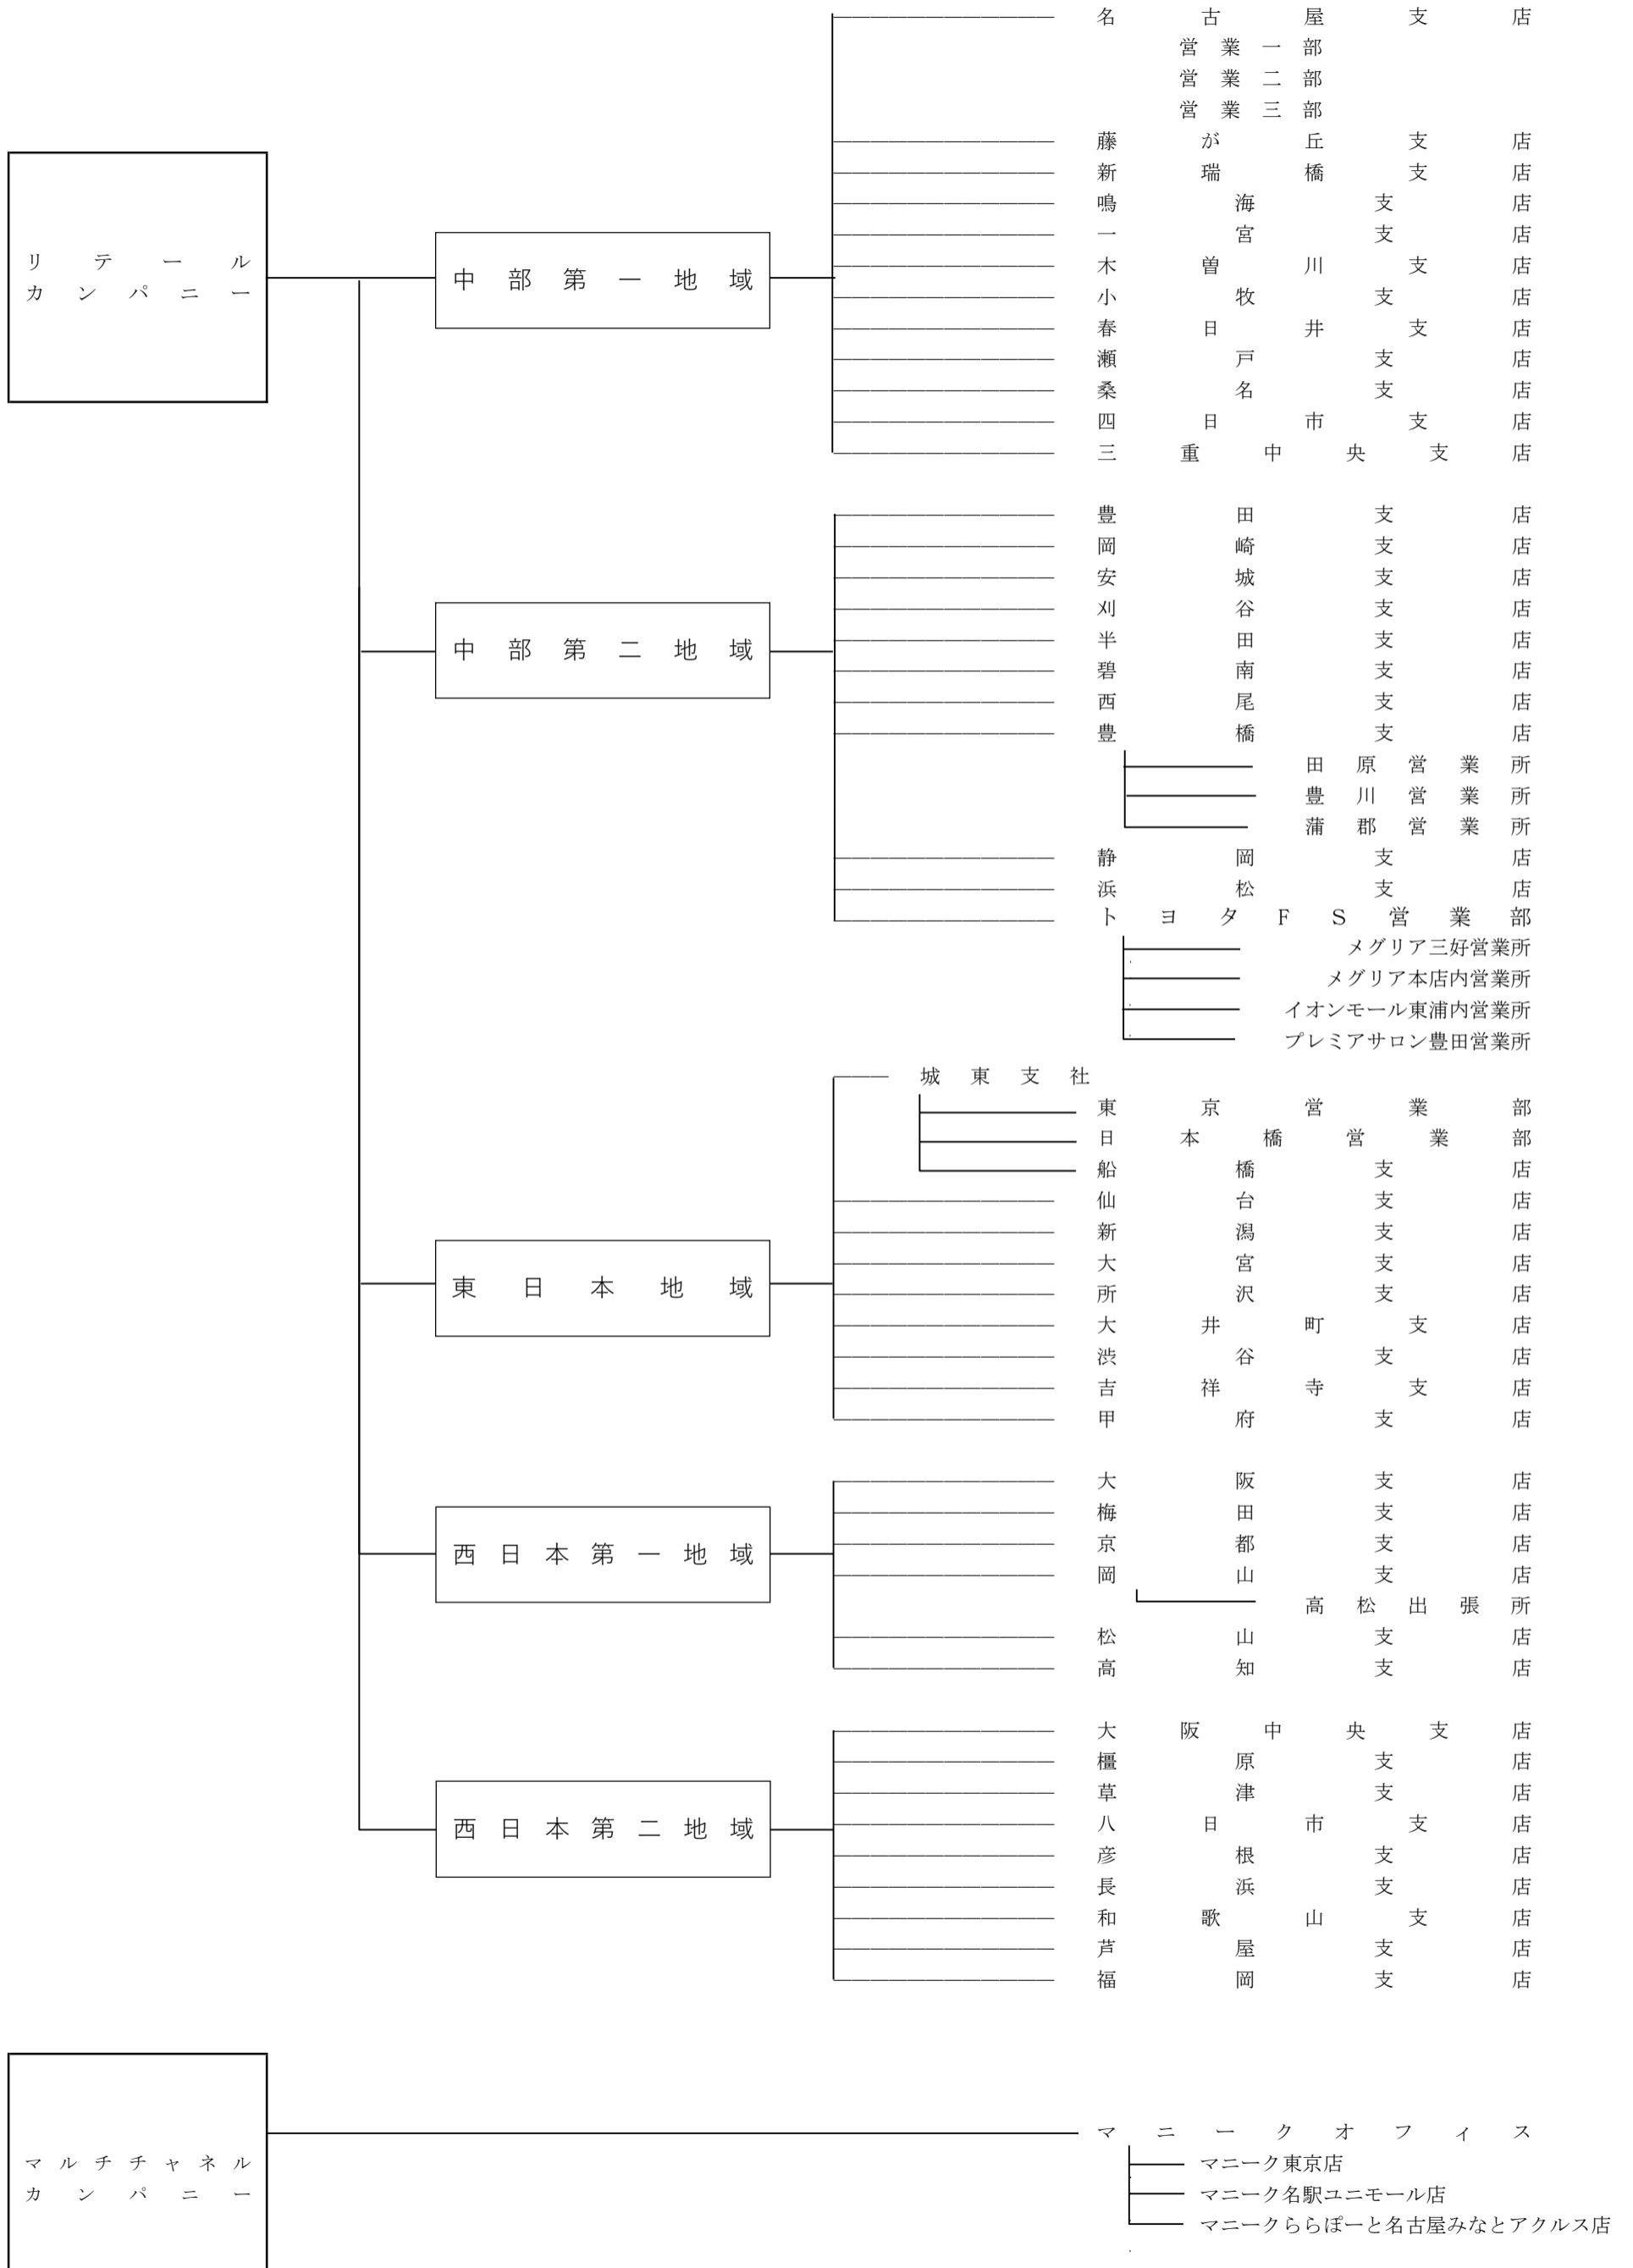 名古屋支店
営業一部
営業二部
営業三部
藤が丘支店
新瑞橋支店
鳴海支店
一宮支店
リテール
カンパニー
中部第一地域
木曽川支店
小牧支店
春日井支店
瀬戸支店
桑名支店
四日市支店
三重中央支店
豊田支店
岡崎支店
安城支店
刈谷支店
中部第二地域
半田支店
碧南支店
西尾支店
豊橋支店
田原営業所
豊川営業所
蒲郡営業所
静岡支店
浜松支店
トヨタFS営業部
メグリア三好営業所
メグリア本店内営業所
イオンモール東浦内営業所
プレミアサロン豊田営業所
城東支社
東京営業部
日本橋営業部
船橋支店
仙台支店
新潟支店
大宮支店
東日本地域
所沢支店
大井町支店
渋谷支店
吉祥寺支店
甲府支店
大阪支店
梅田支店
京都支店
西日本第一地域
岡山支店
高松出張所
松山支店
高知支店
大阪中央支店
橿原支店
草津支店
八日市支店
西日本第二地域
彦根支店
長浜支店
和歌山支店
芦屋支店
福岡支店
マニークオフィス
マルチチャネル
カンパニー
マニーク東京店
マニーク名駅ユニモール店
マニークららぽーと名古屋みなとアクルス店